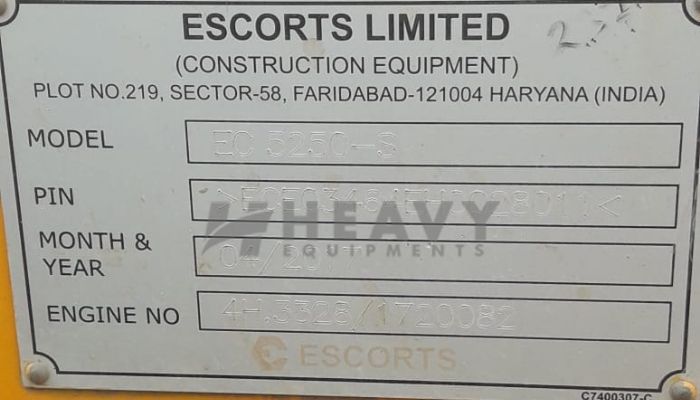 ESCORTS LIMITED
(CONSTRUCTION EQUIPMENT)
PLOT NO.219, SECTOR-58, FARIDABAD-121004 HARYANA (INDIA)
MODEL EC 5250-S
PIN
HEAVY
EQUIPMENTS
MONTH &
YEAR
ENGINE NO 4H.3326/1720082
ESCORTS
C7400307-C